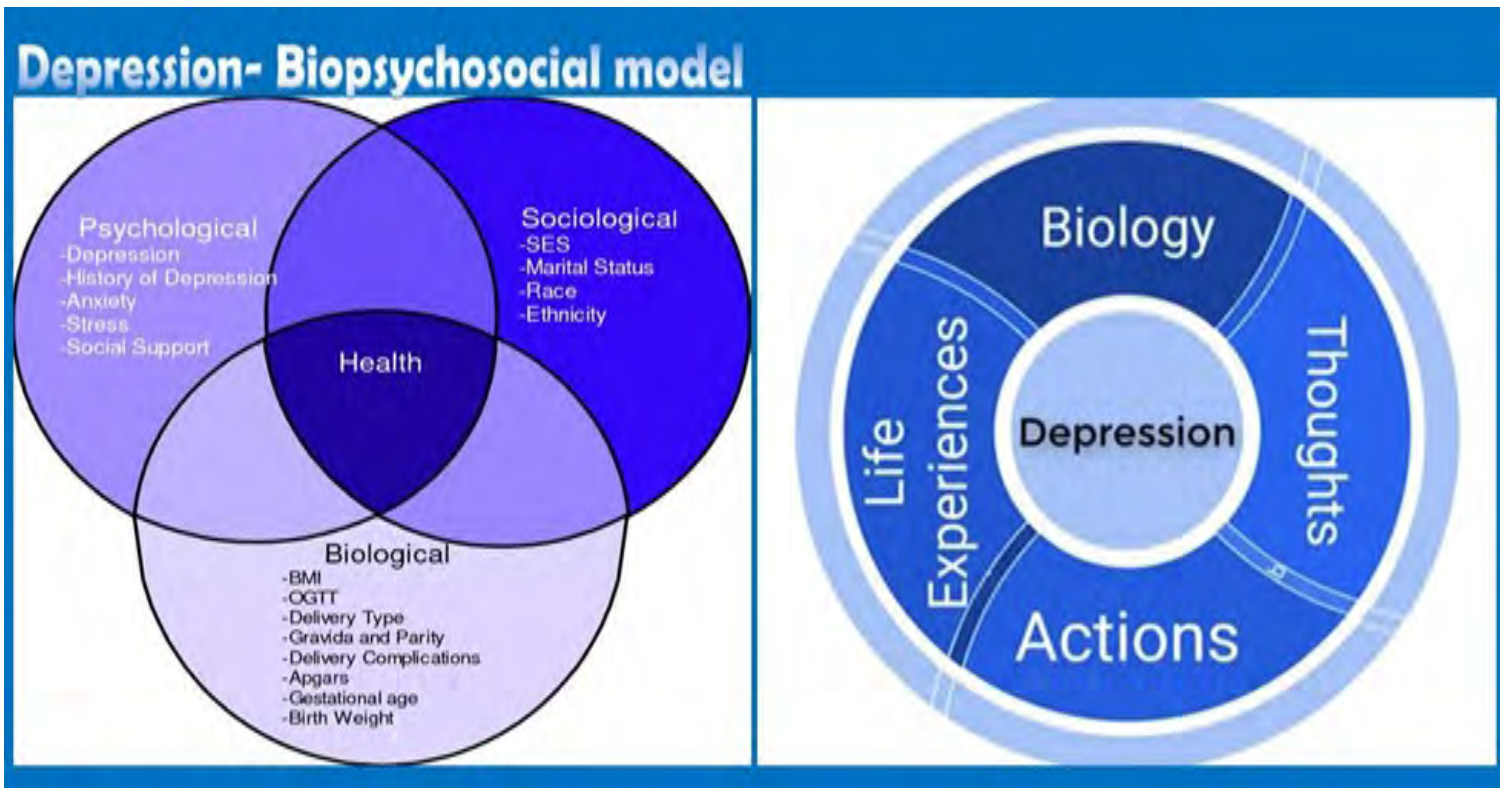 Depression- Biopsychosocial model
Psychological
-Depression
-History of Depression
-Anxiety
-Stress
-Social Support
Sociological
-SES
-Marital Status
-Race
-Ethnicity
Health
Biological
-BMI
-OGTT
-Delivery Type
-Gravida and Parity
-Delivery Complications
-Apgars
-Gestational age
-Birth Weight
Biology
Thoughts
Actions
Life
Experiences
Depression